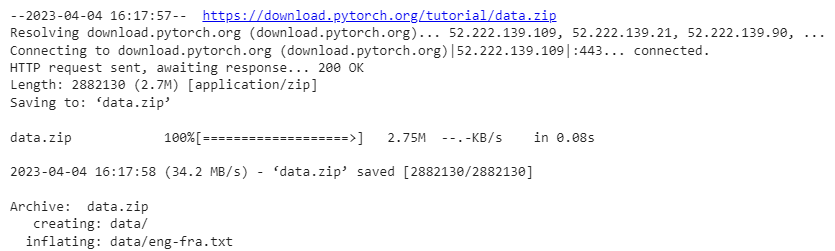 --2023-04-04 16:17:57--  https://download.pytorch.org/tutorial/data.zip
Resolving download.pytorch.org (download.pytorch.org)... 52.222.139.109, 52.222.139.21, 52.222.139.90, ...
Connecting to download.pytorch.org (download.pytorch.org)|52.222.139.109|:443... connected.
HTTP request sent, awaiting response... 200 OK
Length: 2882130 (2.7M) [application/zip]
Saving to: ‘data.zip’

data.zip            100%[===================>]   2.75M  --.-KB/s    in 0.08s

2023-04-04 16:17:58 (34.2 MB/s) - ‘data.zip’ saved [2882130/2882130]

Archive:  data.zip
   creating: data/
  inflating: data/eng-fra.txt